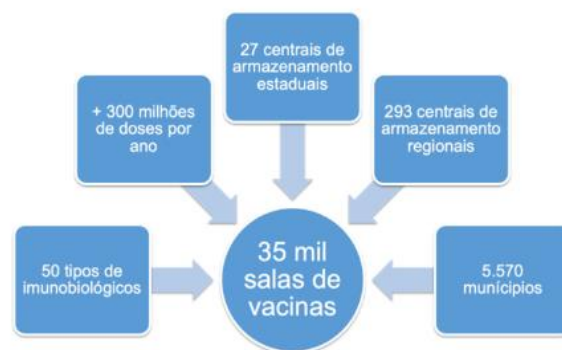 27 centrais de
armazenamento
estaduais
+ 300 milhões
de doses por
ano
293 centrais de
armazenamento
regionais
50 tipos de
imunobiológicos
35 mil
salas de
vacinas
5.570
munícipios